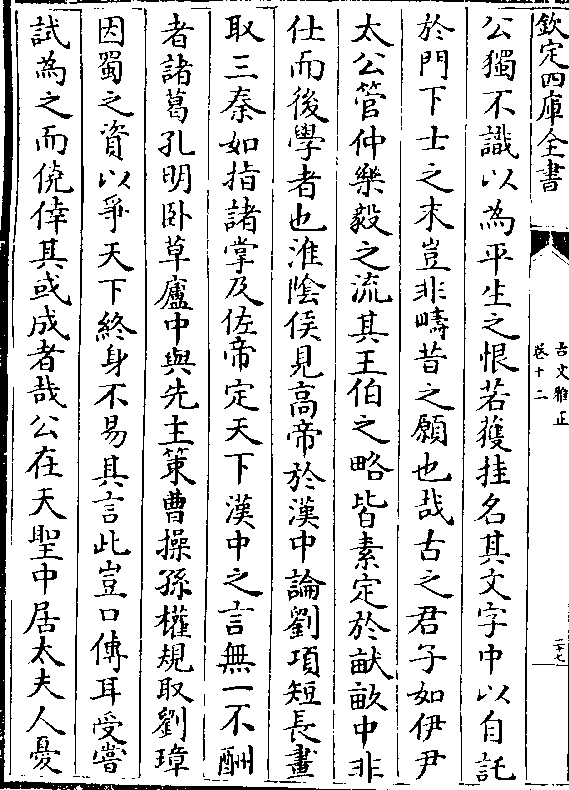 欽定四庫全書
古文雅正
卷十二
二十七
公獨不識以為平生之恨若獲挂名其文字中以自託
於門下士之末豈非疇昔之願也哉古之君子如伊尹
太公管仲樂毅之流其王伯之略皆素定於畎畝中非
仕而後學者也淮陰侯見高帝於漢中論劉項短長畫
取三秦如指諸掌及佐帝定天下漢中之言無一不酬
者諸葛孔明卧草廬中與先主策曹操孫權規取劉璋
因蜀之資以爭天下終身不易其言此豈口傳耳受嘗
試為之而僥倖其或成者哉公在天聖中居太夫人憂